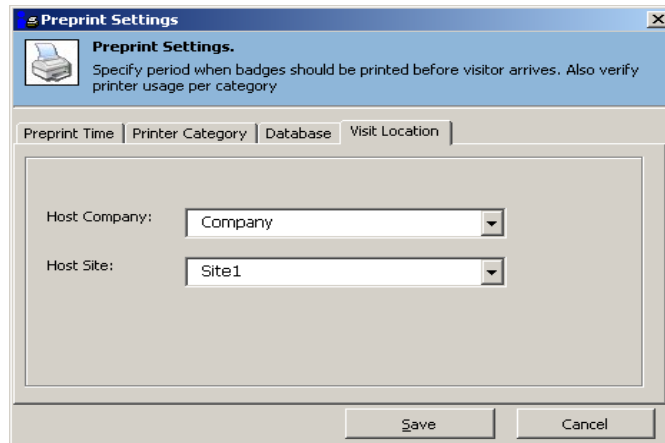 Preprint Settings
Preprint Settings.
Specify period when badges should be printed before visitor arrives. Also verify
printer usage per category
Preprint Time Printer Category Database Visit Location
Host Company: Company
Host Site: Site1
Save Cancel